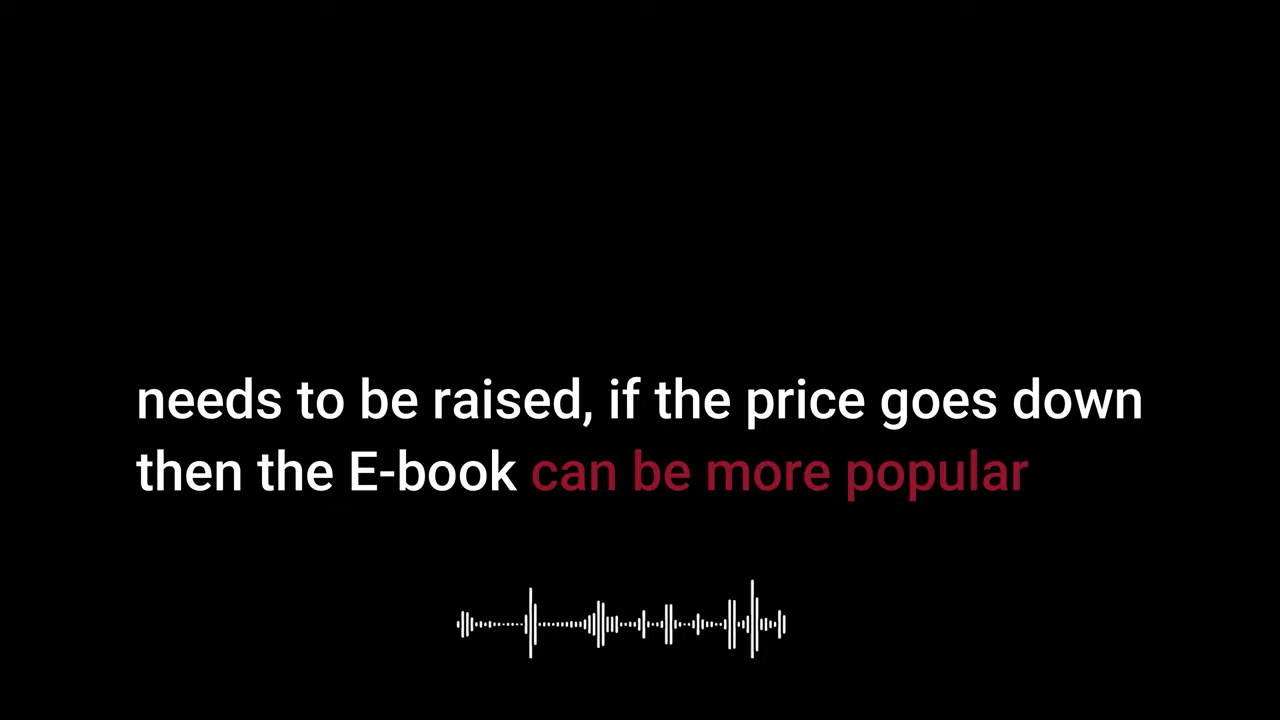 needs to be raised, if the price goes down
then the E-book can be more popular